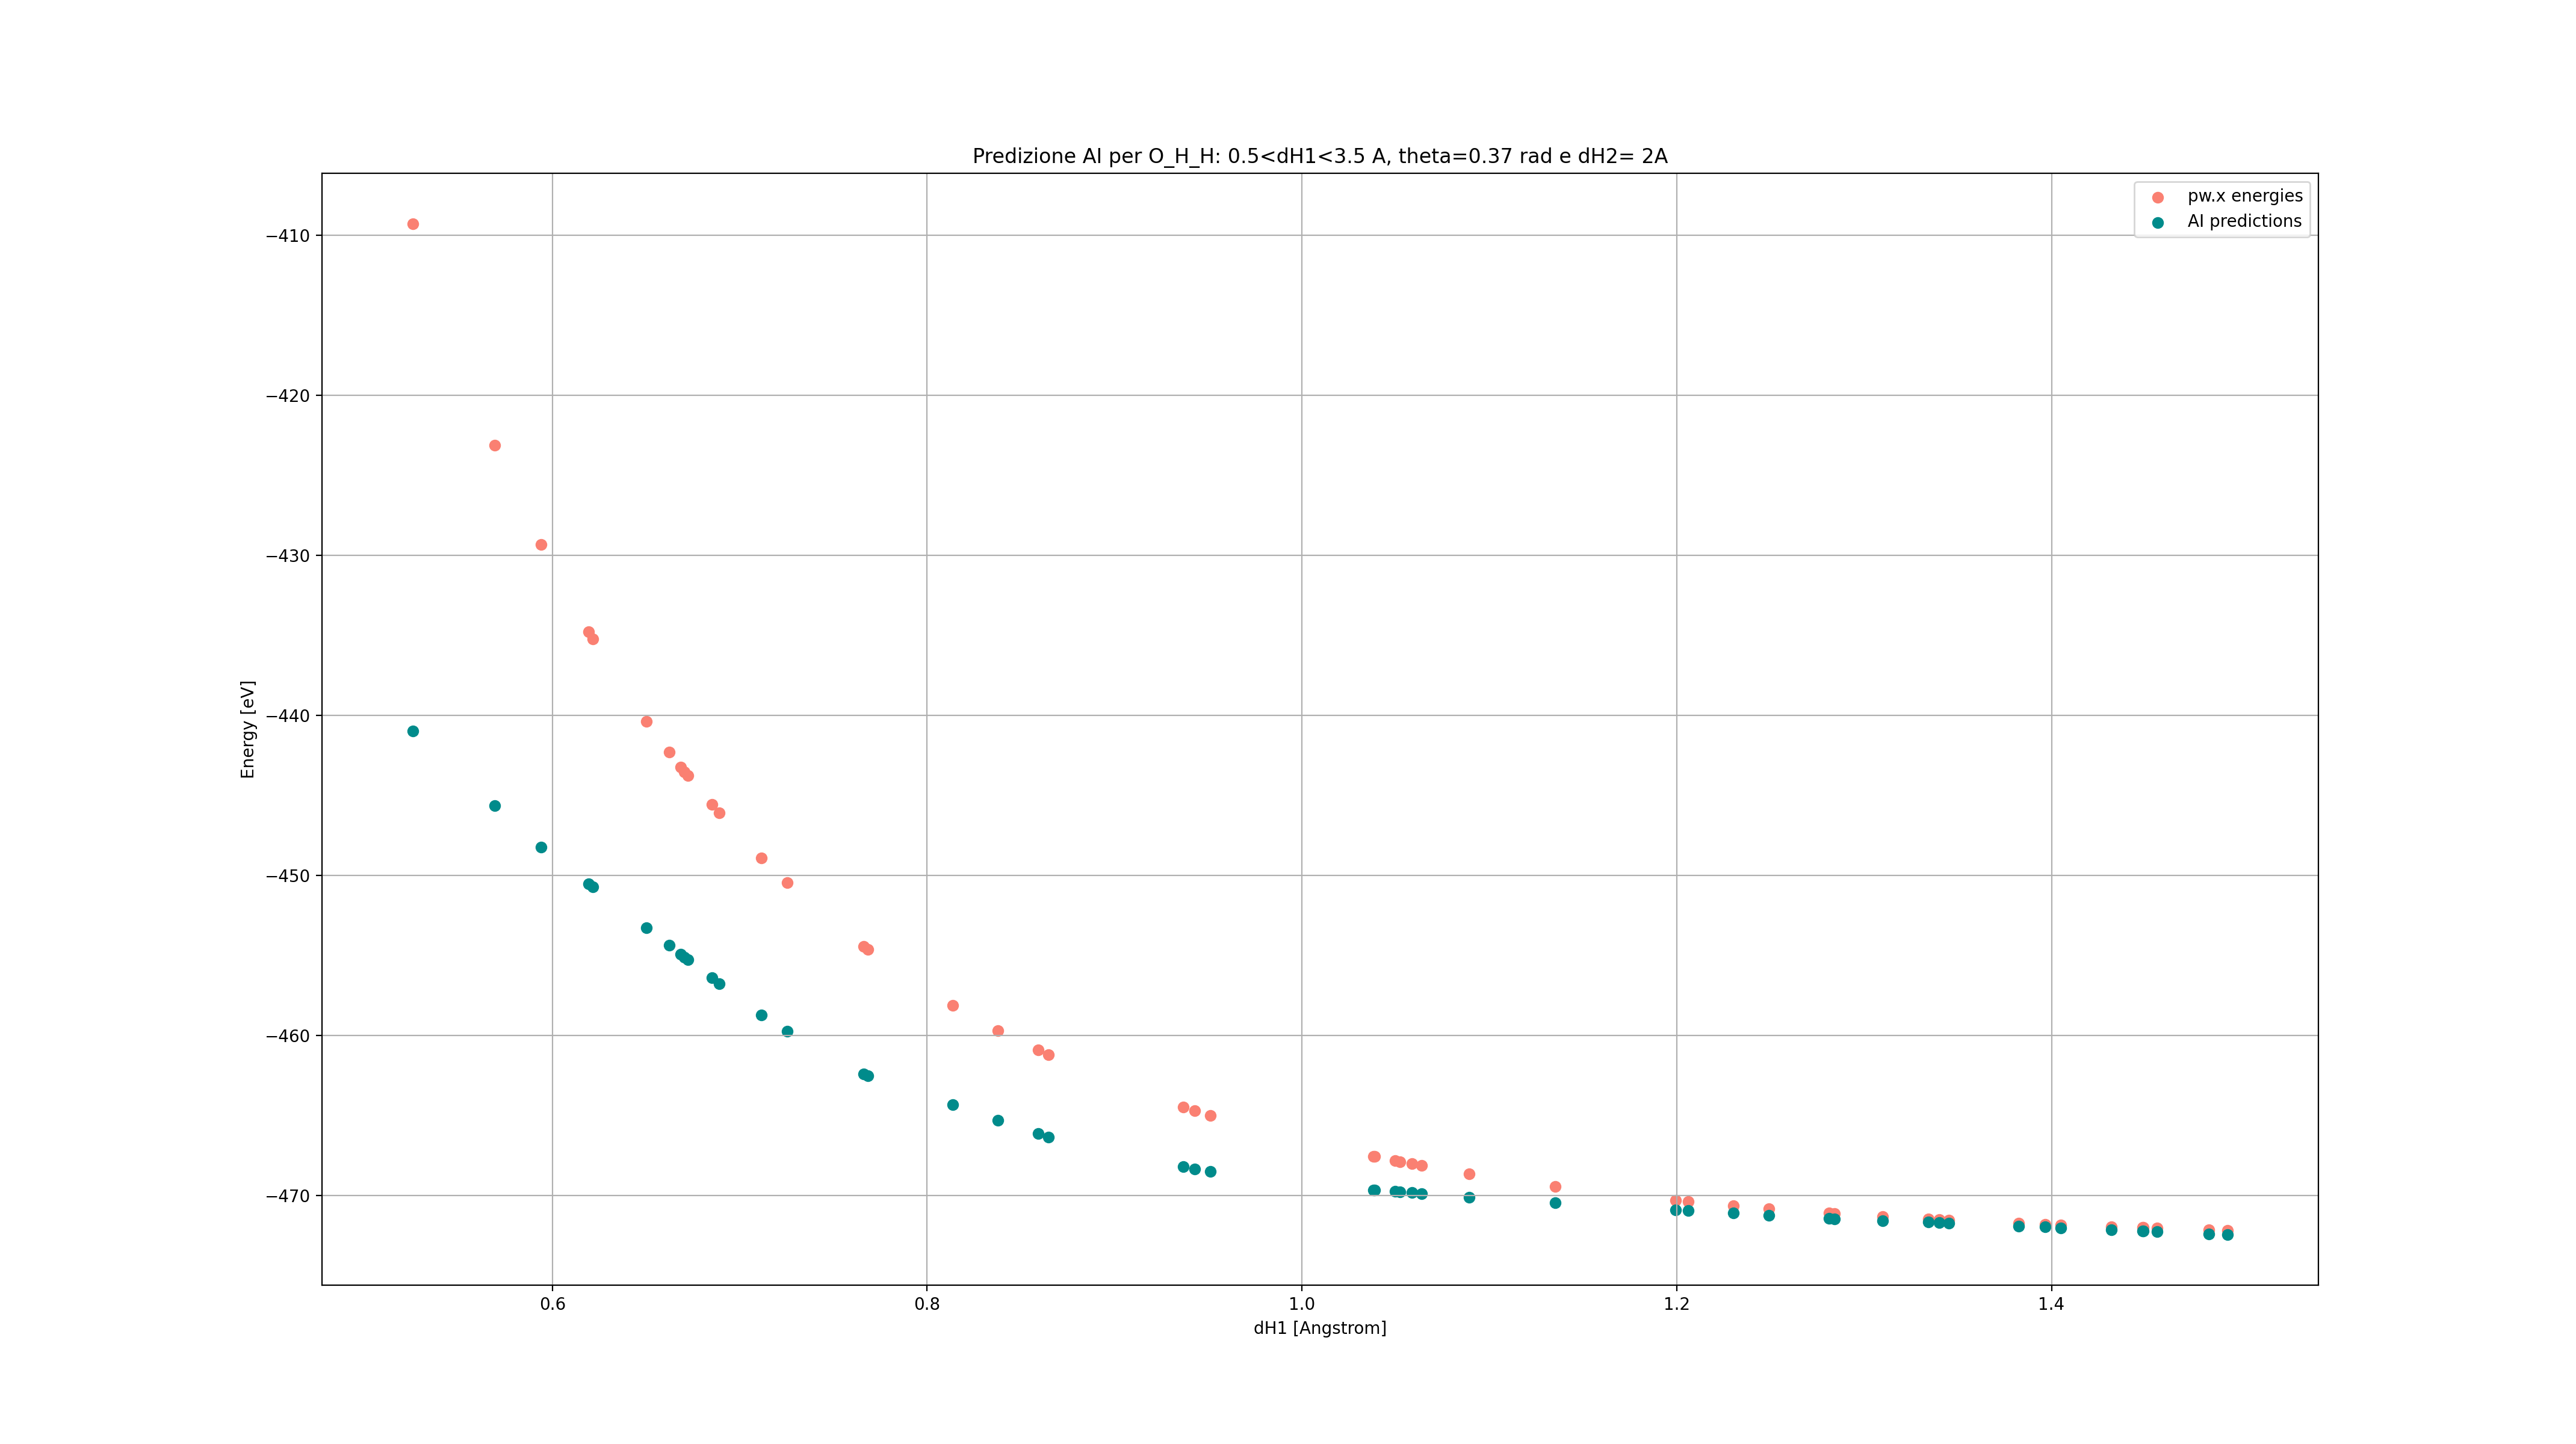 Predizione AI per O_H_H: 0.5<dH1<3.5 A, theta=0.37 rad e dH2= 2A
pw.x energies
AI predictions
−410
−420
−430
−440
−450
−460
−470
Energy [eV]
0.6 0.8 1.0 1.2 1.4
dH1 [Angstrom]